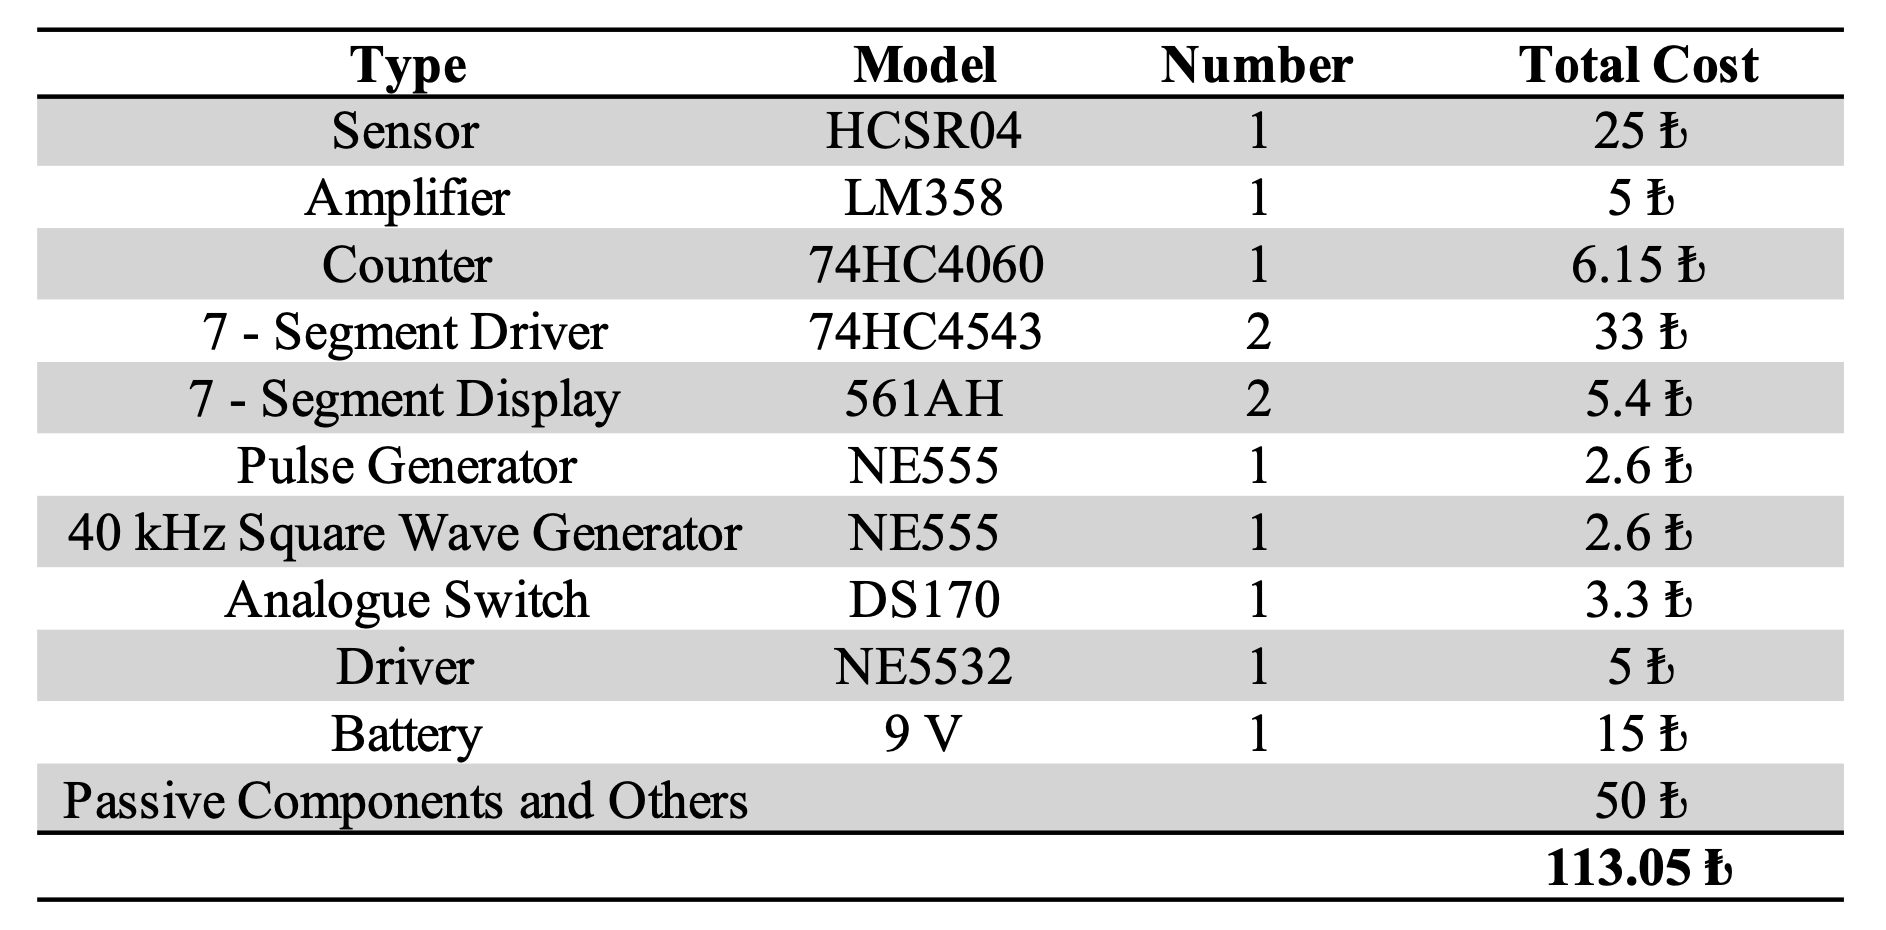 Type Model Number Total Cost
Sensor HCSR04 1 25 ₺
Amplifier LM358 1 5 ₺
Counter 74HC4060 1 6.15 ₺
7 - Segment Driver 74HC4543 2 33 ₺
7 - Segment Display 561AH 2 5.4 ₺
Pulse Generator NE555 1 2.6 ₺
40 kHz Square Wave Generator NE555 1 2.6 ₺
Analogue Switch DS170 1 3.3 ₺
Driver NE5532 1 5 ₺
Battery 9 V 1 15 ₺
Passive Components and Others 50 ₺
113.05 ₺